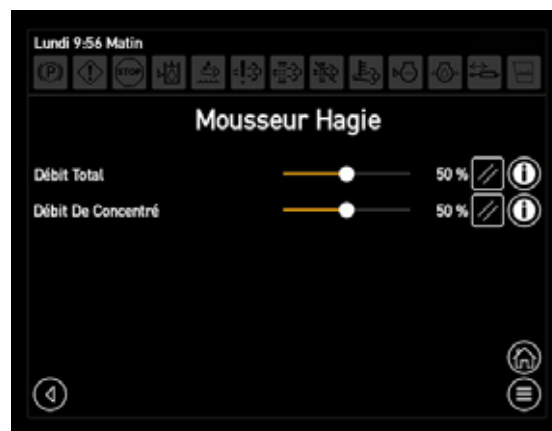 Lundi 9:56 Matin
(P) STOP
Mousseur Hagie
Débit Total 50 %
Débit De Concentré 50 %